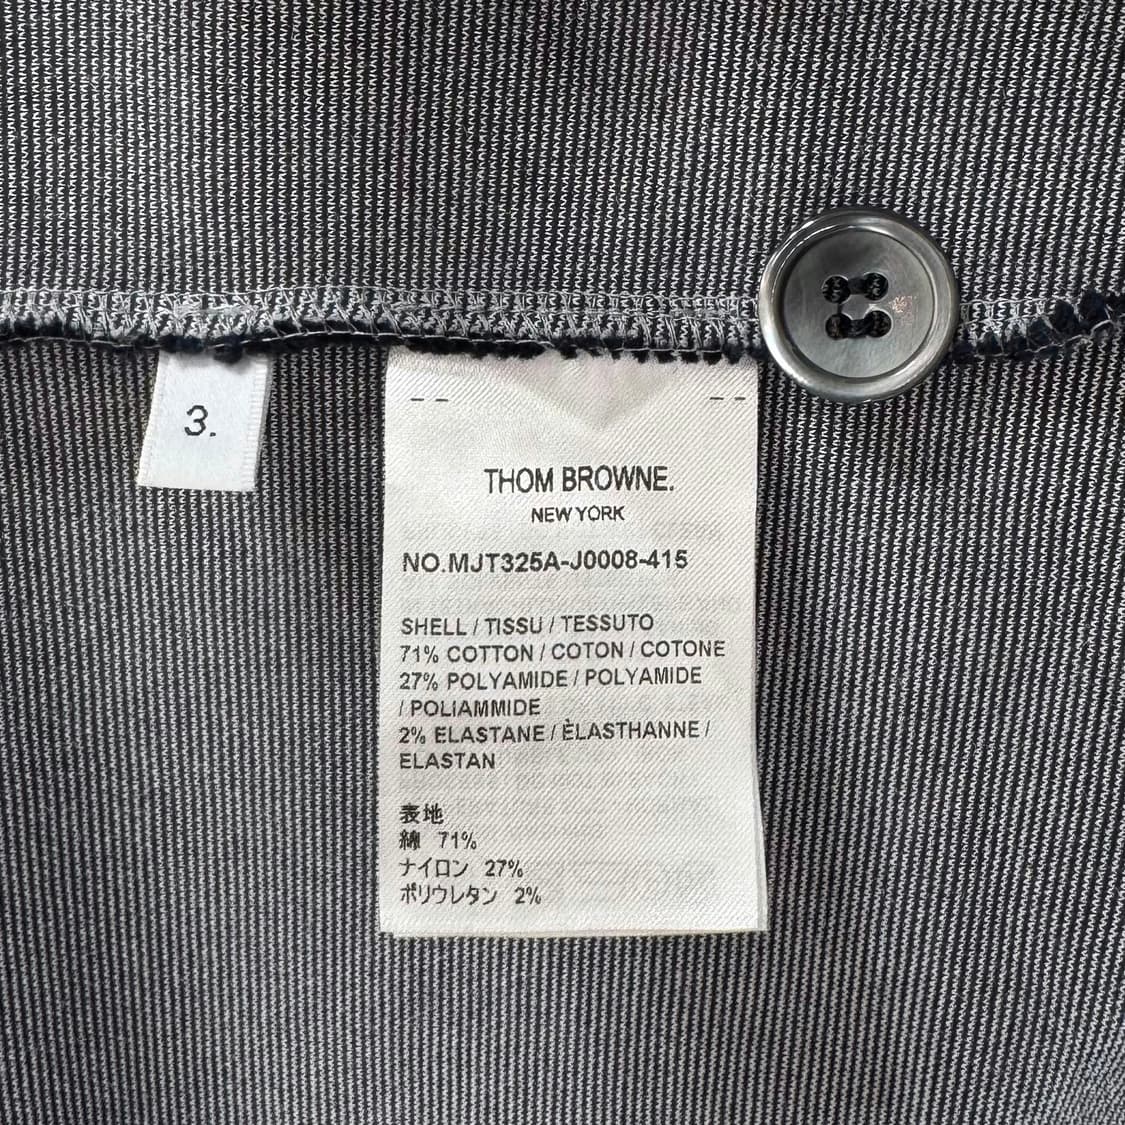 3.
THOM BROWNE.
NEW YORK
NO.MJT325A-J0008-415
SHELL / TISSU / TESSUTO
71% COTTON / COTON / COTONE
27% POLYAMIDE / POLYAMIDE
/ POLIAMMIDE
2% ELASTANE / ÈLASTHANNE /
ELASTAN
表地
綿 71%
ナイロン 27%
ポリウレタン 2%